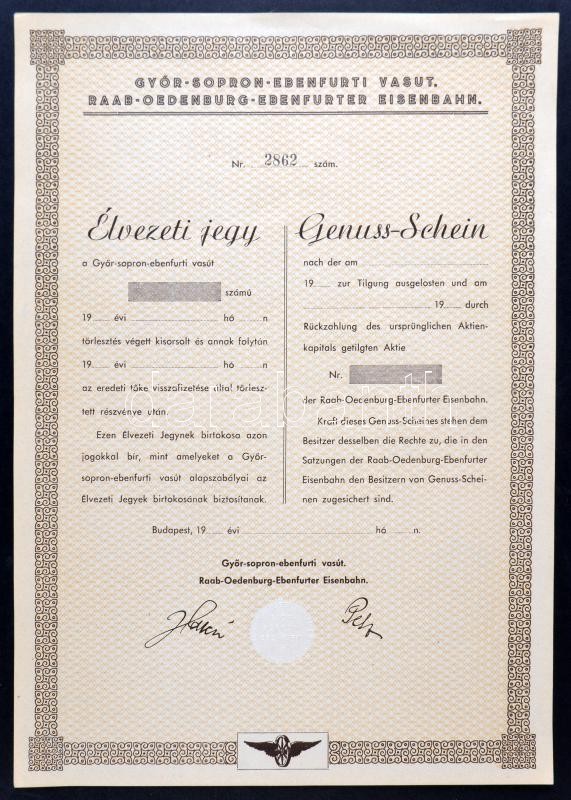 GYŐR-SOPRON-EBENFURTI VASUT.
RAAB-OEDENBURG-EBENFURTER EISENBAHN.
Nr. 2862 szám.
Élvezeti jegy
a Győr-sopron-ebenfurti vasút
számú
19 évi hó n
törlesztés végett kisorsolt és annak folytán
19 évi hó n
az eredeti tőke visszafizetése által törlesz-
tett részvénye után.
Ezen Élvezeti Jegynek birtokosa azon
jogokkal bír, mint amelyeket a Győr-
sopron-ebenfurti vasút alapszabályai az
Élvezeti Jegyek birtokosának biztosítanak.
Genuss-Schein
nach der am
19 zur Tilgung ausgelosten und am
19 durch
Rückzahlung des ursprünglichen Aktien-
kapitals getilgten Aktie
Nr.
der Raab-Oedenburg-Ebenfurter Eisenbahn.
Kraft dieses Genuss-Scheines stehen dem
Besitzer desselben die Rechte zu, die in den
Satzungen der Raab-Oedenburg-Ebenfurter
Eisenbahn den Besitzern von Genuss-Schei-
nen zugesichert sind.
Budapest, 19 évi hó n.
Győr-sopron-ebenfurti vasút.
Raab-Oedenburg-Ebenfurter Eisenbahn.